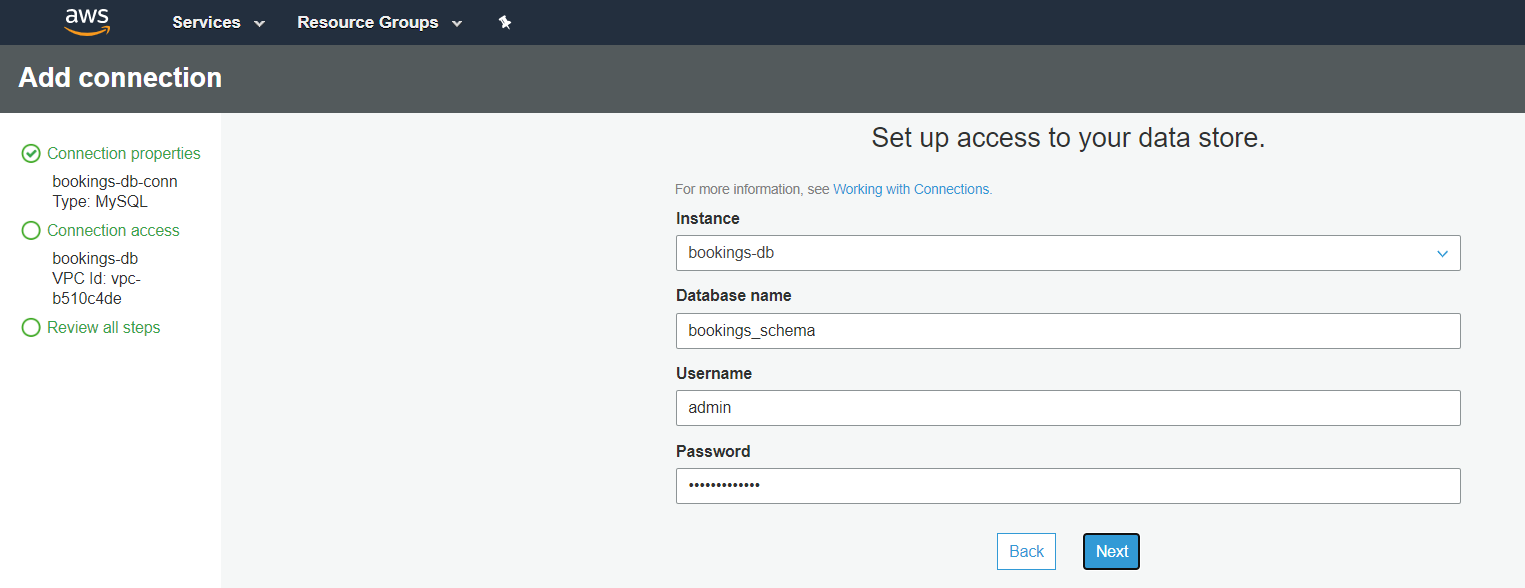 aws Services Resource Groups
Add connection
Connection properties
bookings-db-conn
Type: MySQL
Connection access
bookings-db
VPC Id: vpc-
b510c4de
Review all steps
Set up access to your data store.
For more information, see Working with Connections.
Instance
bookings-db
Database name
bookings_schema
Username
admin
Password
•••••••••••••
Back Next